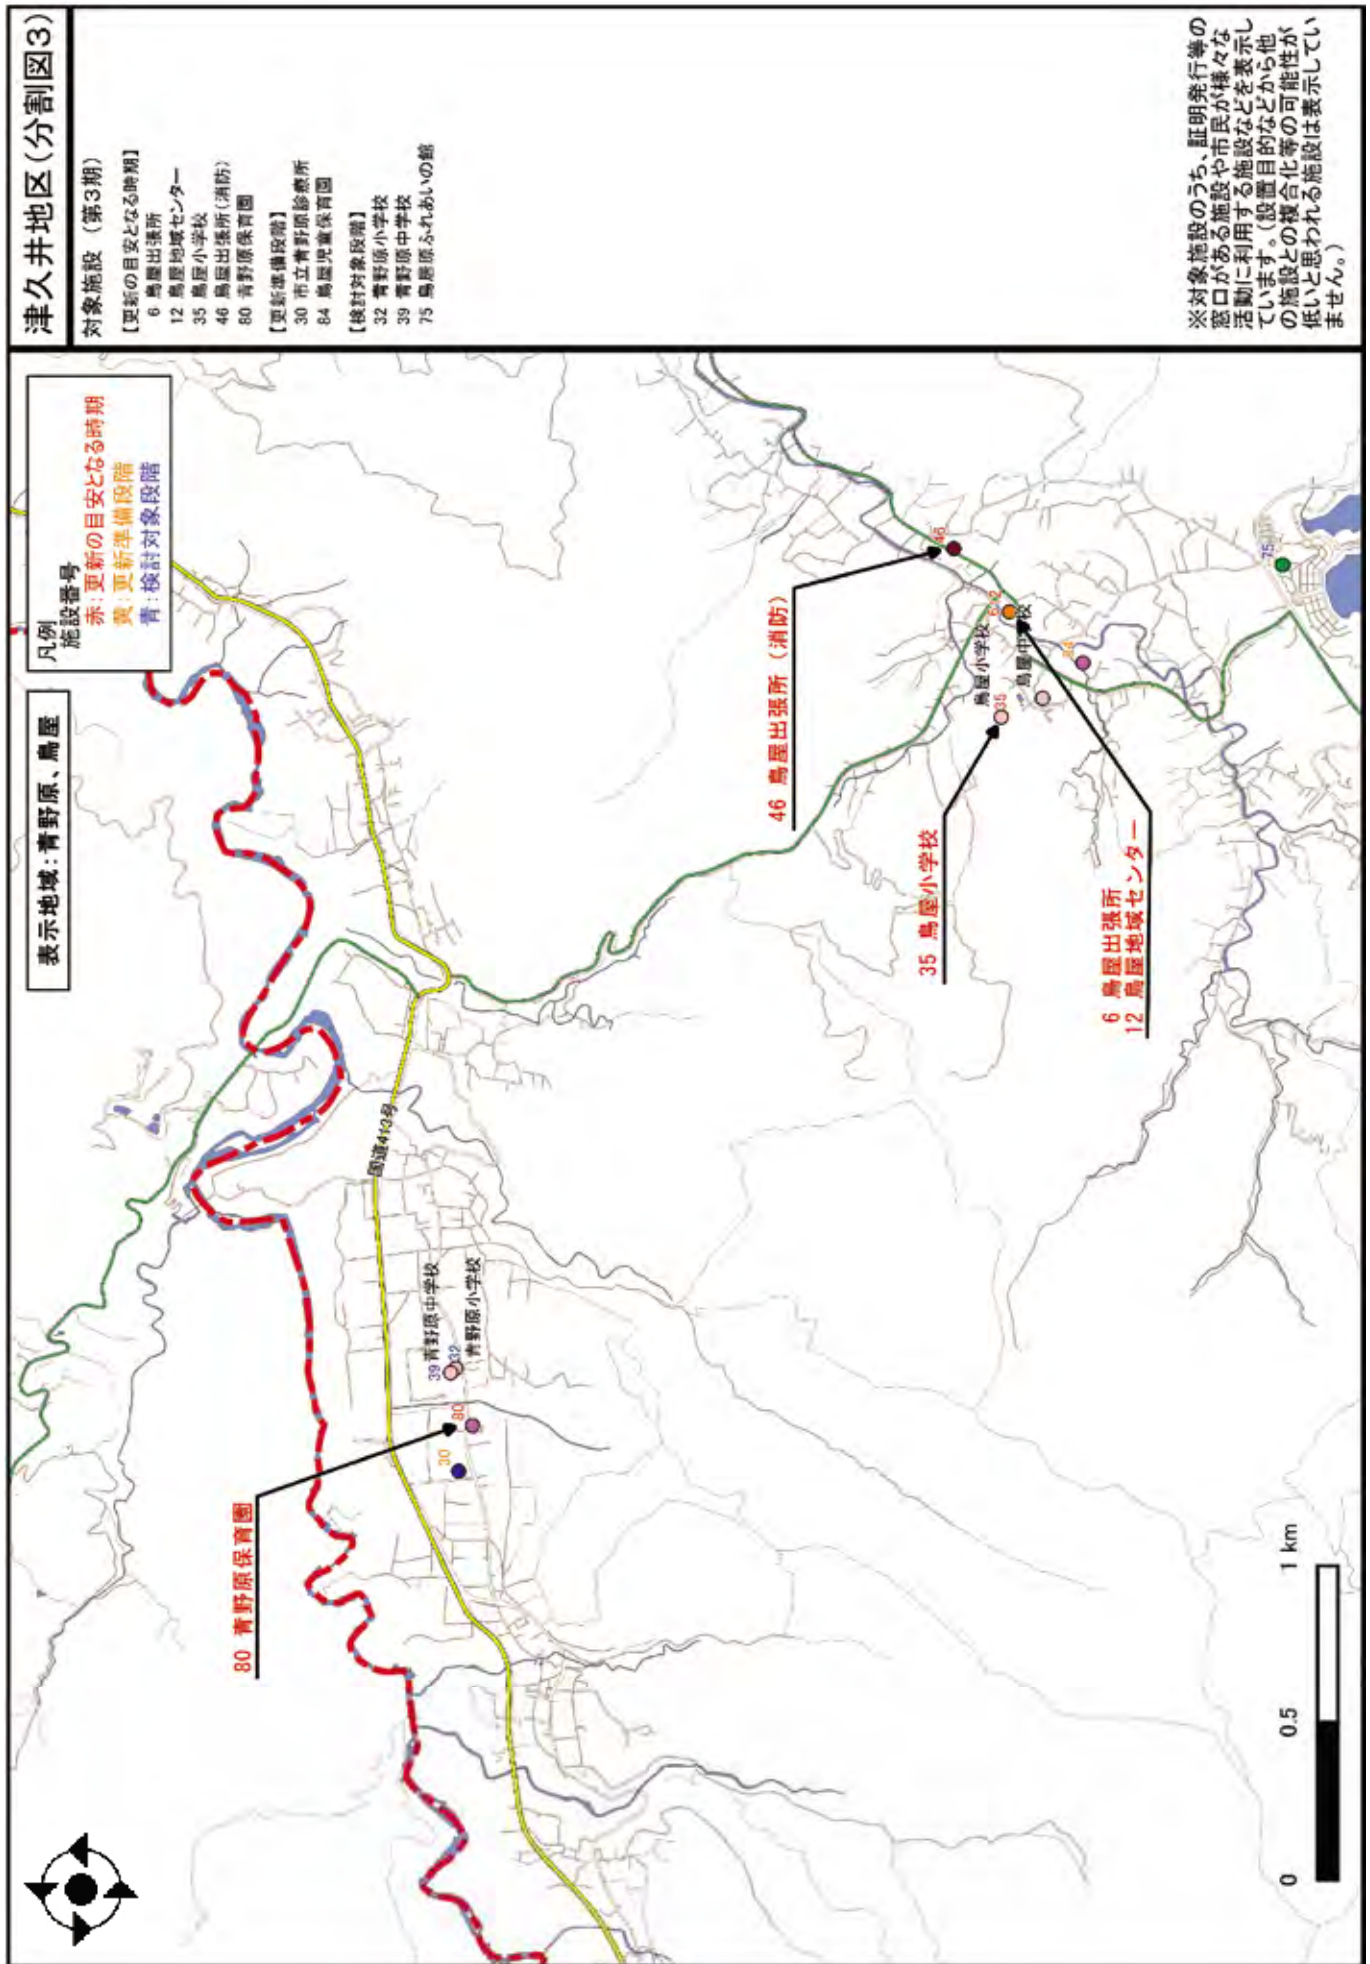 津久井地区（分割図3）
対象施設（第3期）
【更新の目安となる時期】
6 鳥屋出張所
12 鳥屋地域センター
35 鳥屋小学校
46 鳥屋出張所（消防）
80 青野原保育園
【更新準備段階】
30 市立青野原診療所
84 鳥屋児童保育園
【検討対象段階】
32 青野原小学校
39 青野原中学校
75 鳥居原ふれあいの館
※対象施設のうち、証明発行等の
窓口がある施設や市民が様々な
活動に利用する施設などを表示し
ています。（設置目的などから他
の施設との複合化等の可能性が
低いと思われる施設は表示してい
ません。）
凡例
施設番号
赤：更新の目安となる時期
黄：更新準備段階
青：検討対象段階
表示地域：青野原、鳥屋
国道413号
80 青野原保育園
39 青野原中学校
32
青野原小学校
80
30
46 鳥屋出張所（消防）
46
35 鳥屋小学校
鳥屋小学校
35
鳥屋中学校
6 鳥屋出張所
12 鳥屋地域センター
84
75
0
0.5
1 km